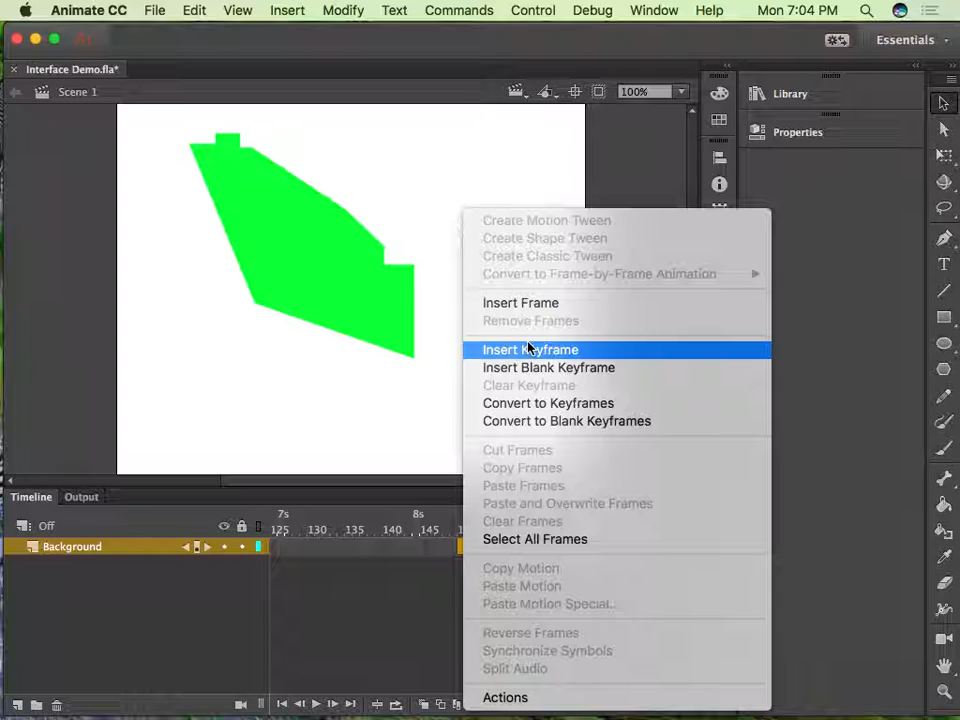 Animate CC File Edit View Insert Modify Text Commands Control Debug Window Help Mon 7:04 PM
Essentials
Interface Demo.fla*
Scene 1 100%
Library
Properties
Create Motion Tween
Create Shape Tween
Create Classic Tween
Convert to Frame-by-Frame Animation
Insert Frame
Remove Frames
Insert Keyframe
Insert Blank Keyframe
Clear Keyframe
Convert to Keyframes
Convert to Blank Keyframes
Cut Frames
Copy Frames
Paste Frames
Paste and Overwrite Frames
Clear Frames
Select All Frames
Copy Motion
Paste Motion
Paste Motion Special...
Reverse Frames
Synchronize Symbols
Split Audio
Actions
Timeline Output
Off
7s 8s
125 130 135 140 145
Background